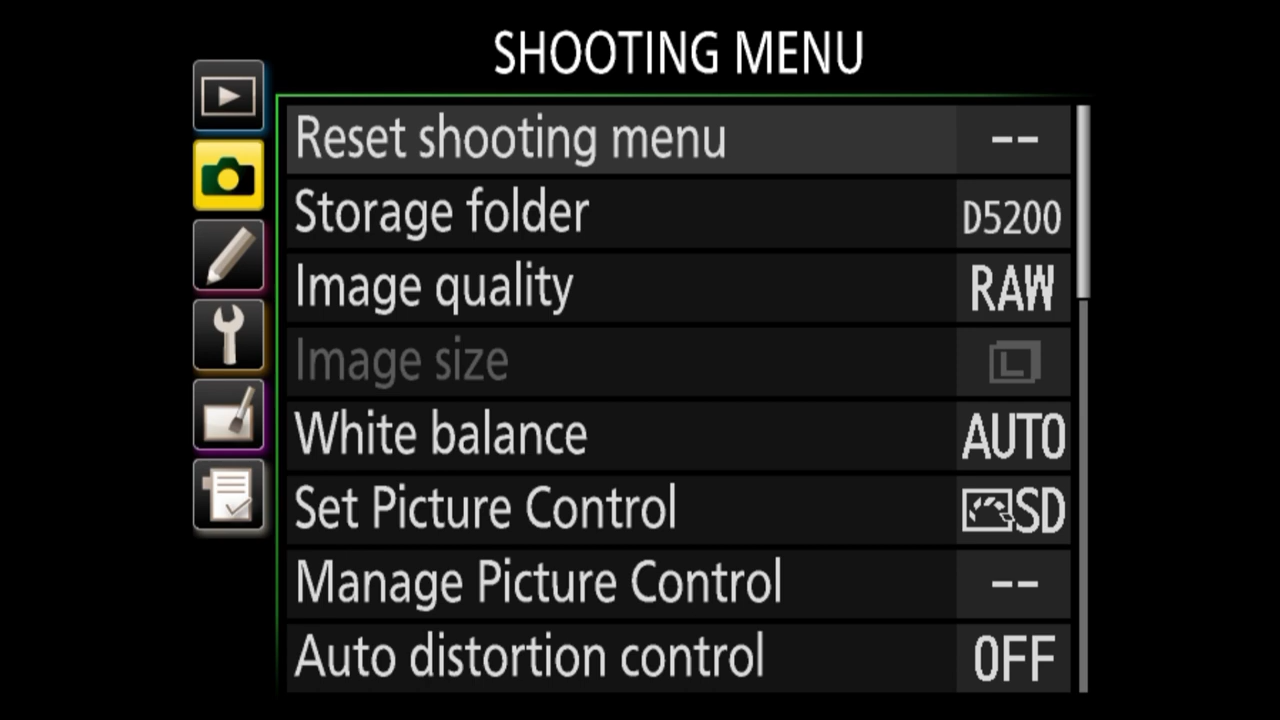 SHOOTING MENU
Reset shooting menu --
Storage folder D5200
Image quality RAW
Image size L
White balance AUTO
Set Picture Control SD
Manage Picture Control --
Auto distortion control OFF